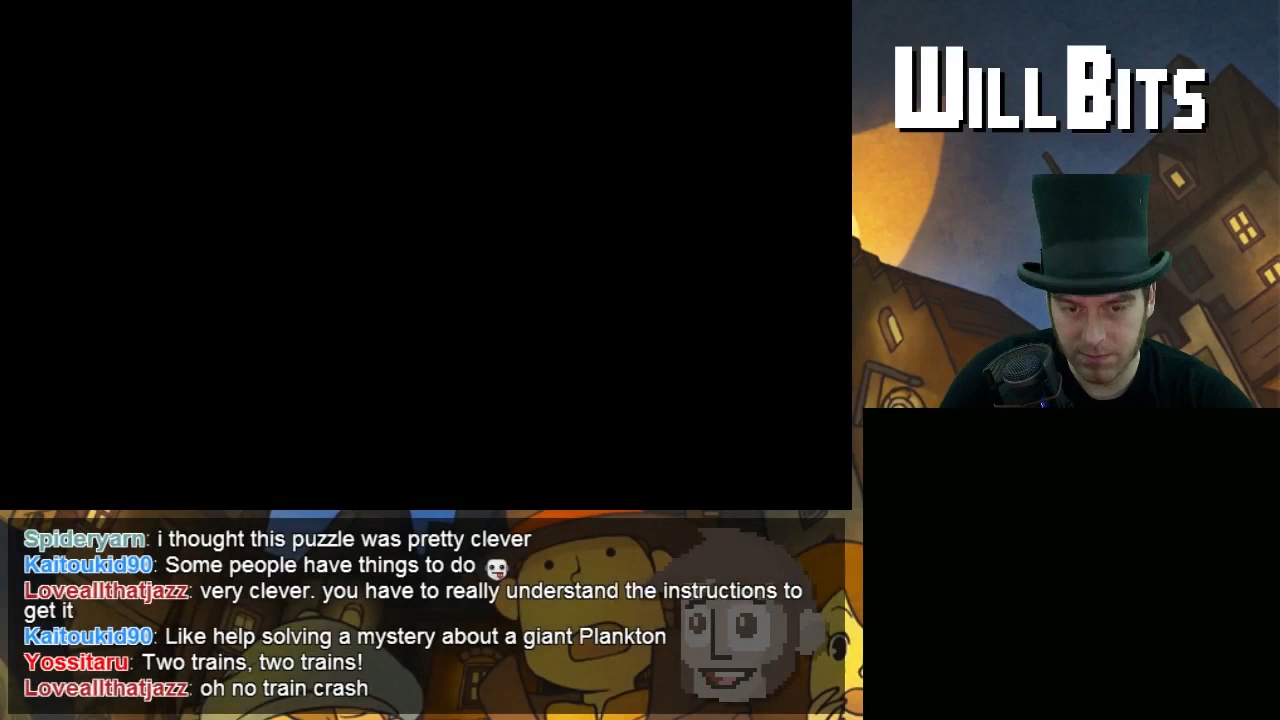 WILL BITS
Spideryarn: i thought this puzzle was pretty clever
Kaitoukid90: Some people have things to do
Loveallthatjazz: very clever. you have to really understand the instructions to
get it
Kaitoukid90: Like help solving a mystery about a giant Plankton
Yossitaru: Two trains, two trains!
Loveallthatjazz: oh no train crash